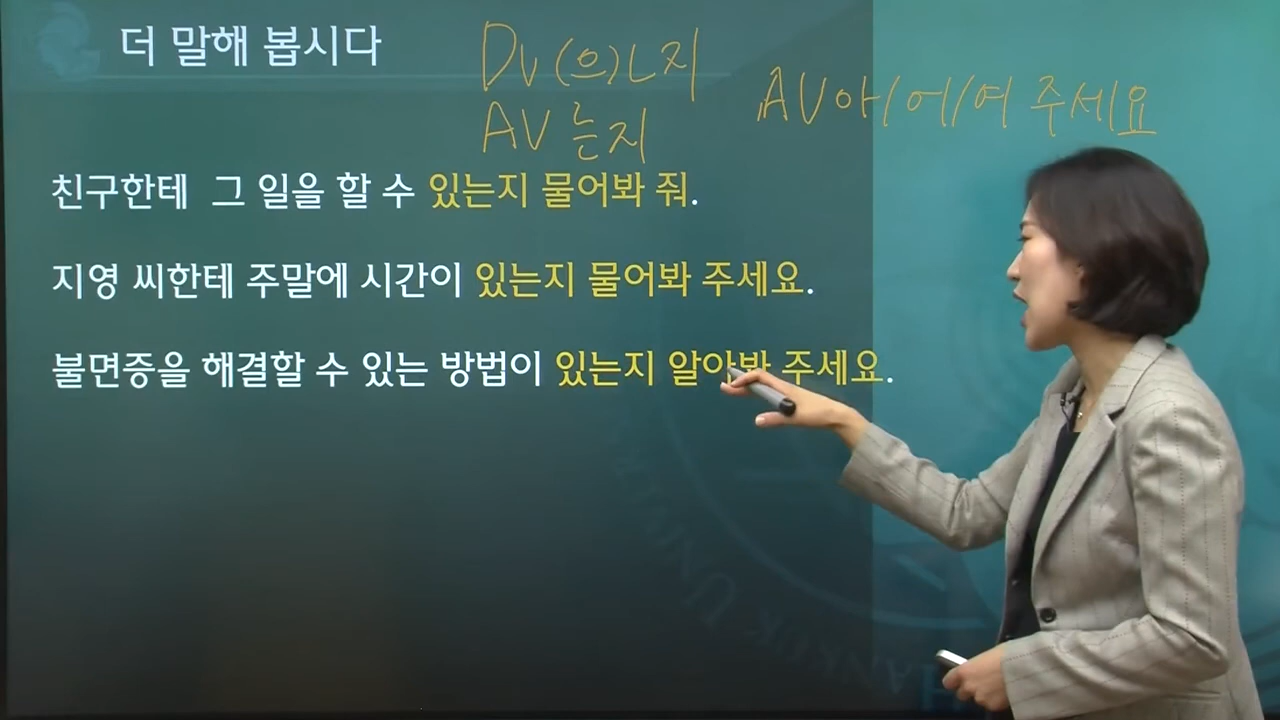 더 말해 봅시다
DV (으)ㄴ지
AV 는지
AV 아/어/여 주세요
친구한테 그 일을 할 수 있는지 물어봐 줘.
지영 씨한테 주말에 시간이 있는지 물어봐 주세요.
불면증을 해결할 수 있는 방법이 있는지 알아봐 주세요.